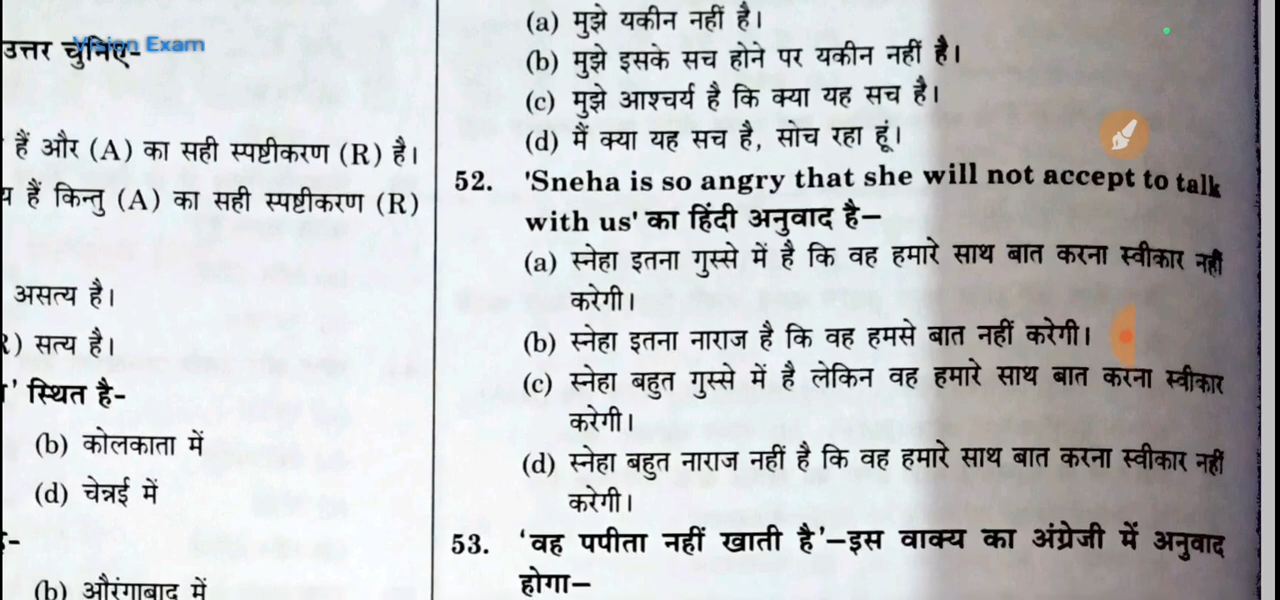 उत्तर चुनिए-
Vision Exam
हैं और (A) का सही स्पष्टीकरण (R) है।
हैं किन्तु (A) का सही स्पष्टीकरण (R)
असत्य है।
) सत्य है।
' स्थित है-
(b) कोलकाता में
(d) चेन्नई में
(b) औरंगाबाद में
(a) मुझे यकीन नहीं है।
(b) मुझे इसके सच होने पर यकीन नहीं है।
(c) मुझे आश्चर्य है कि क्या यह सच है।
(d) मैं क्या यह सच है, सोच रहा हूं।
52. 'Sneha is so angry that she will not accept to talk
with us' का हिंदी अनुवाद है–
(a) स्नेहा इतना गुस्से में है कि वह हमारे साथ बात करना स्वीकार नहीं
करेगी।
(b) स्नेहा इतना नाराज है कि वह हमसे बात नहीं करेगी।
(c) स्नेहा बहुत गुस्से में है लेकिन वह हमारे साथ बात करना स्वीकार
करेगी।
(d) स्नेहा बहुत नाराज नहीं है कि वह हमारे साथ बात करना स्वीकार नहीं
करेगी।
53. 'वह पपीता नहीं खाती है'–इस वाक्य का अंग्रेजी में अनुवाद
होगा–